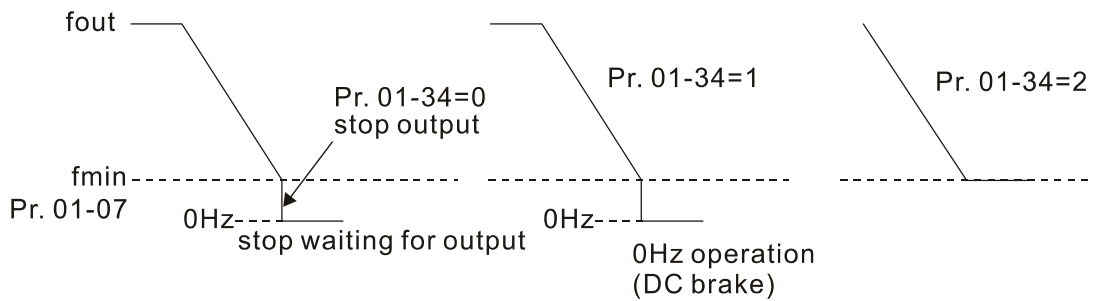 fout
Pr. 01-34=0
stop output
fmin
Pr. 01-07
0Hz
stop waiting for output
Pr. 01-34=1
0Hz
0Hz operation
(DC brake)
Pr. 01-34=2